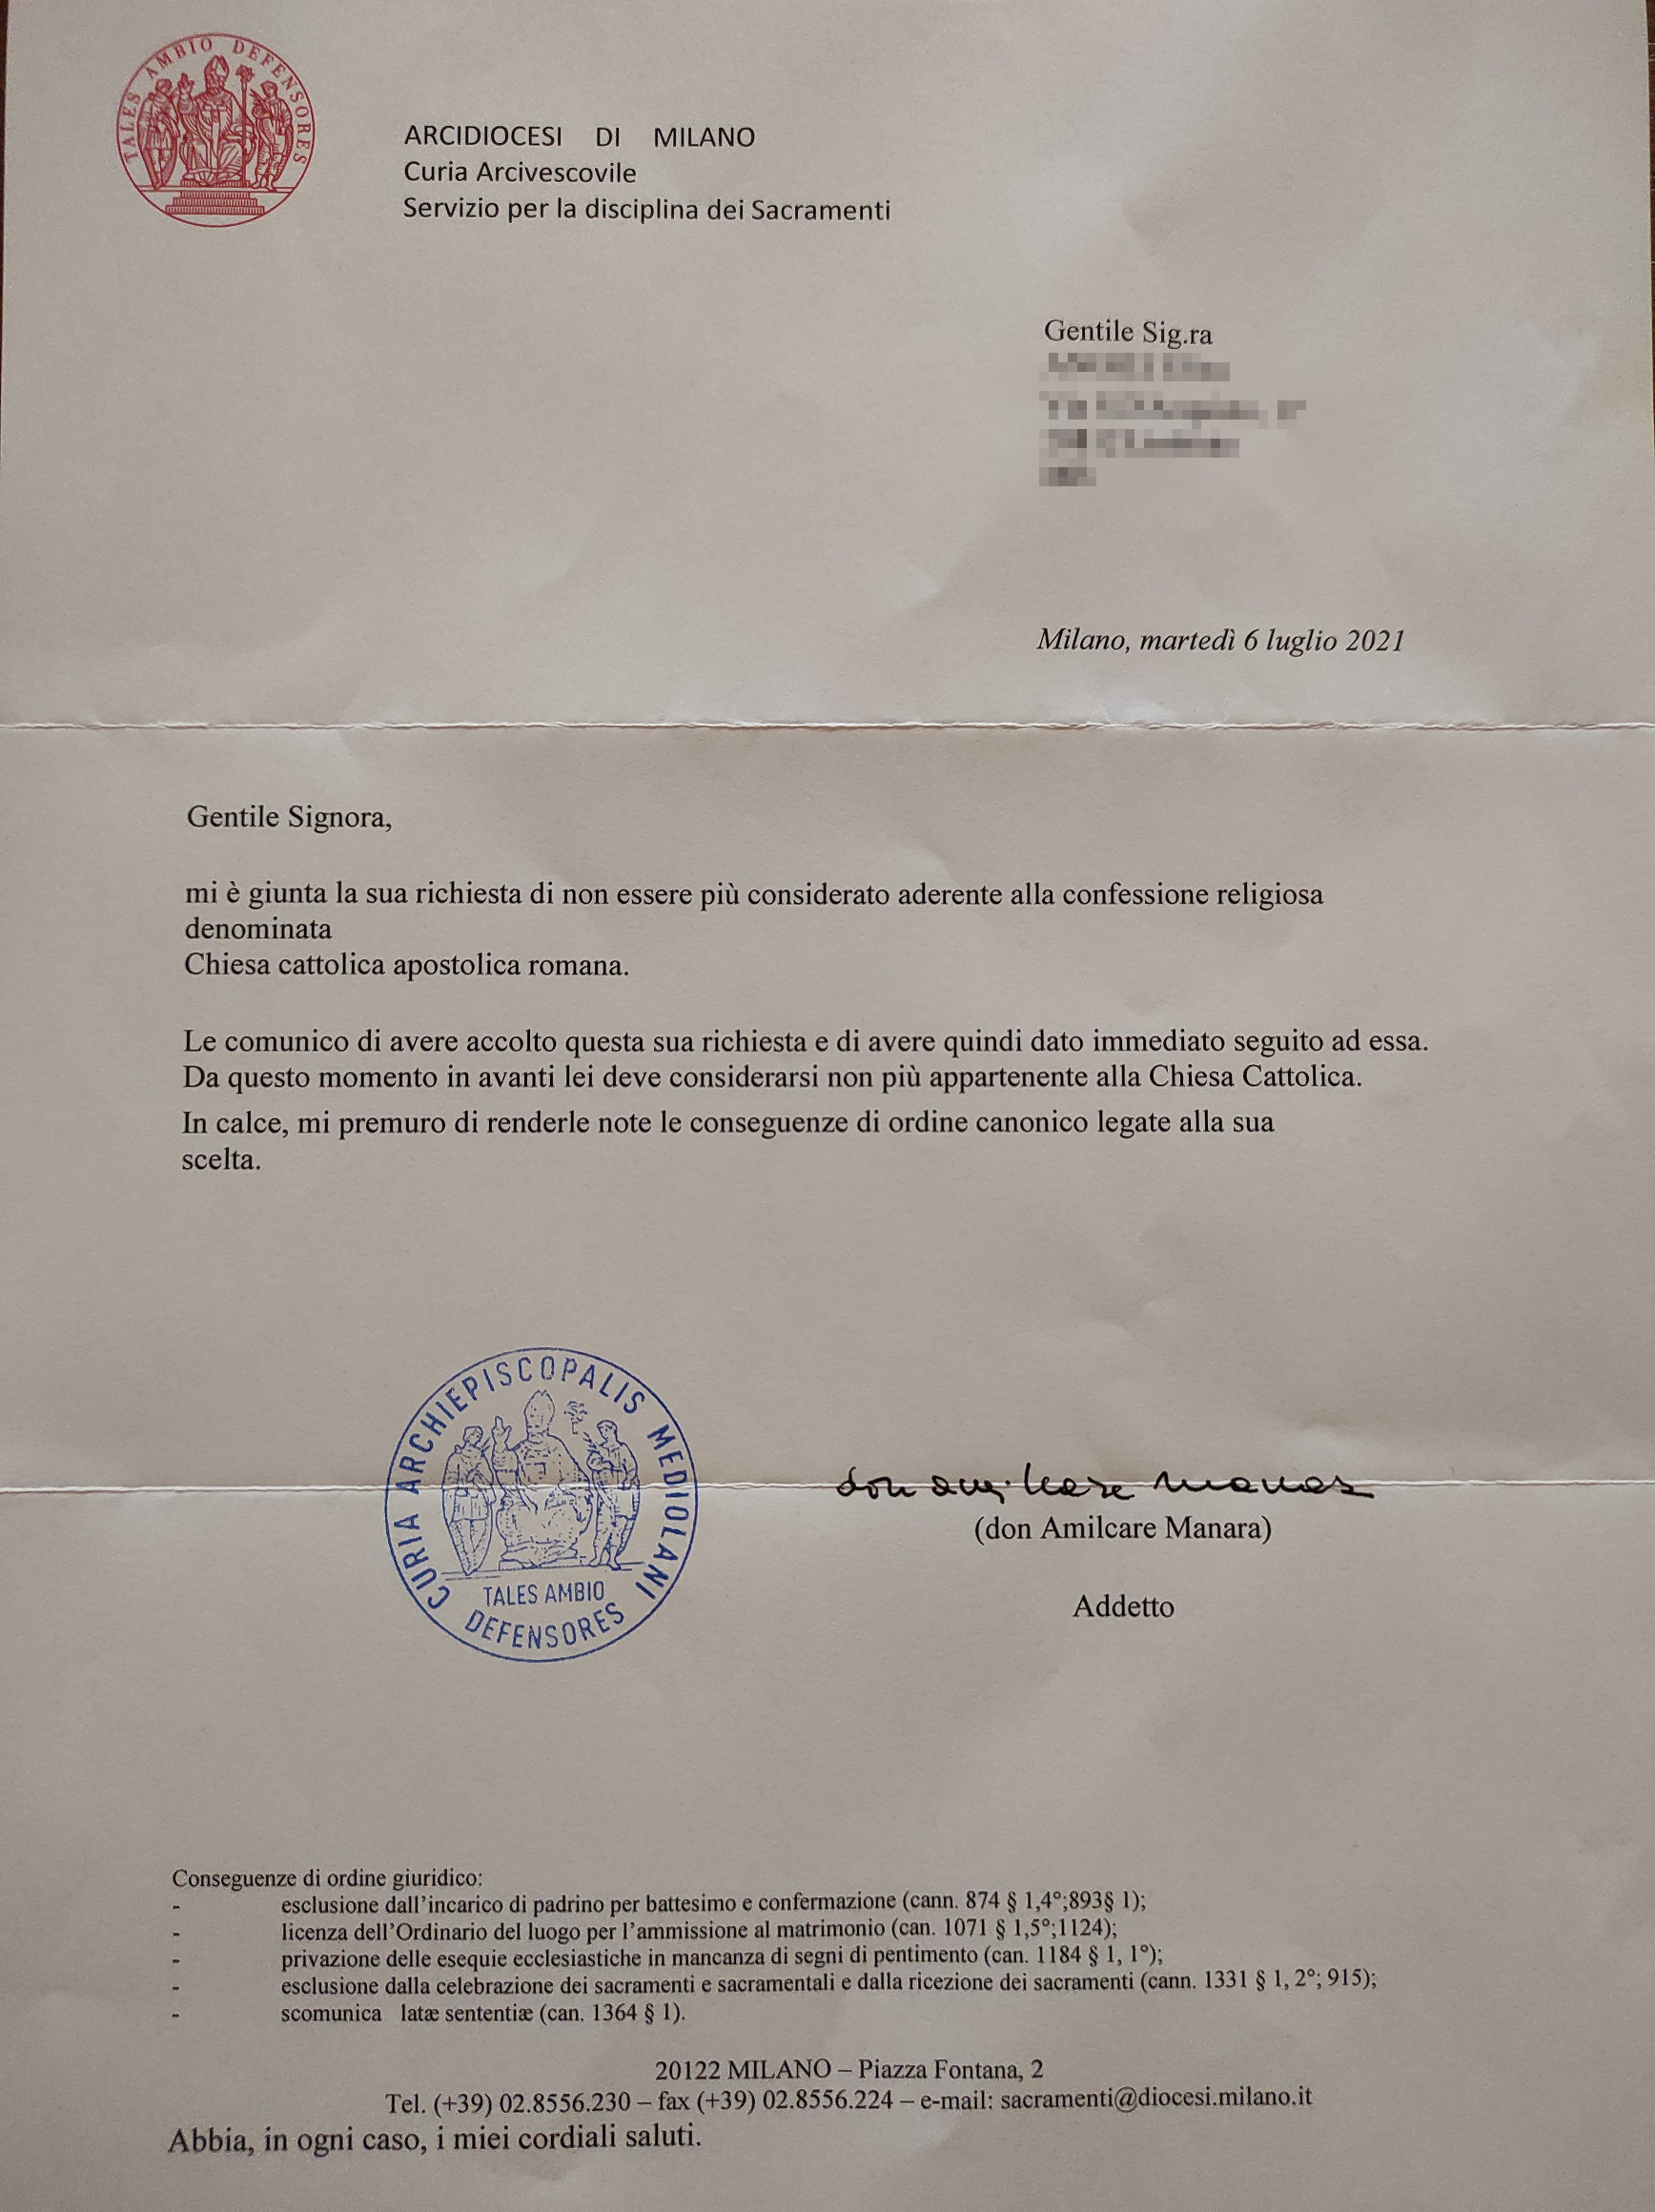 TALES AMBIO DEFENSORES
ARCIDIOCESI DI MILANO
Curia Arcivescovile
Servizio per la disciplina dei Sacramenti
Gentile Sig.ra
Milano, martedì 6 luglio 2021
Gentile Signora,
mi è giunta la sua richiesta di non essere più considerato aderente alla confessione religiosa
denominata
Chiesa cattolica apostolica romana.
Le comunico di avere accolto questa sua richiesta e di avere quindi dato immediato seguito ad essa.
Da questo momento in avanti lei deve considerarsi non più appartenente alla Chiesa Cattolica.
In calce, mi premuro di renderle note le conseguenze di ordine canonico legate alla sua
scelta.
CURIA ARCHIEPISCOPALIS MEDIOLANI
TALES AMBIO
DEFENSORES
don Amilcare Manara
(don Amilcare Manara)
Addetto
Conseguenze di ordine giuridico:
- esclusione dall'incarico di padrino per battesimo e confermazione (cann. 874 § 1,4°;893§ 1);
- licenza dell'Ordinario del luogo per l'ammissione al matrimonio (can. 1071 § 1,5°;1124);
- privazione delle esequie ecclesiastiche in mancanza di segni di pentimento (can. 1184 § 1, 1°);
- esclusione dalla celebrazione dei sacramenti e sacramentali e dalla ricezione dei sacramenti (cann. 1331 § 1, 2°; 915);
- scomunica latæ sententiæ (can. 1364 § 1).
20122 MILANO – Piazza Fontana, 2
Tel. (+39) 02.8556.230 – fax (+39) 02.8556.224 – e-mail: sacramenti@diocesi.milano.it
Abbia, in ogni caso, i miei cordiali saluti.